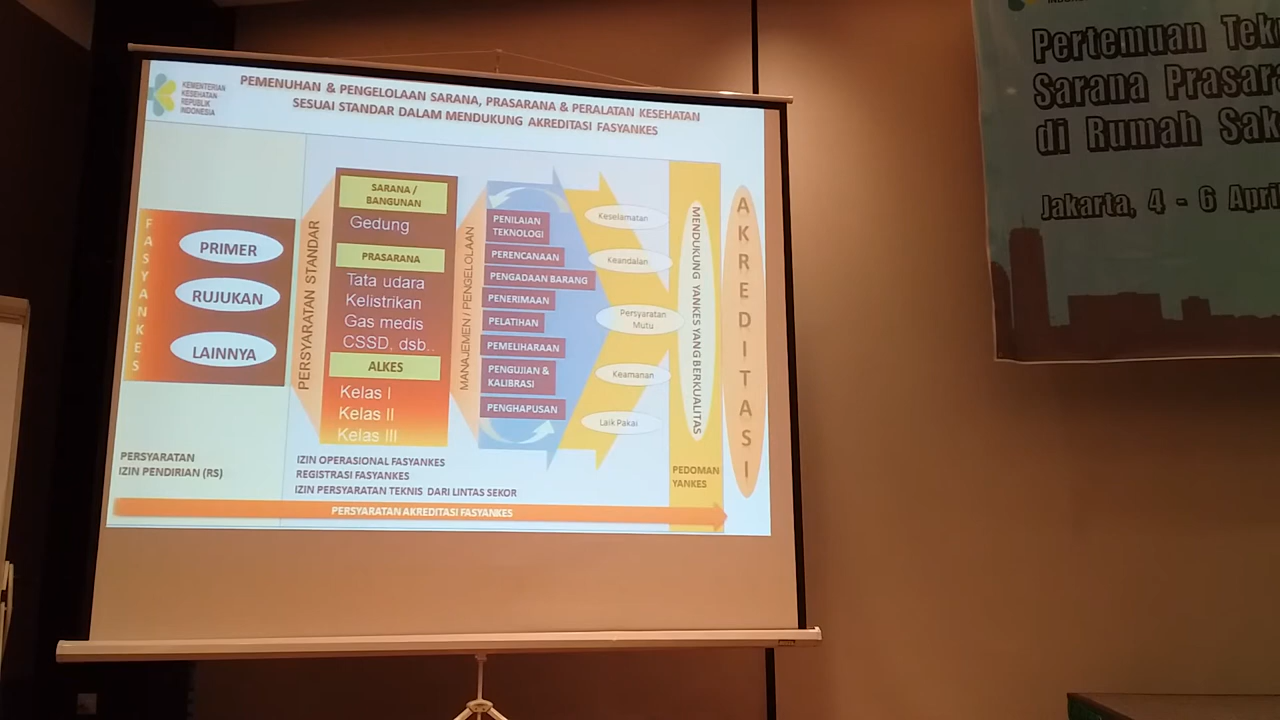 KEMENTERIAN
KESEHATAN
REPUBLIK
INDONESIA
PEMENUHAN & PENGELOLAAN SARANA, PRASARANA & PERALATAN KESEHATAN
SESUAI STANDAR DALAM MENDUKUNG AKREDITASI FASYANKES
FASYANKES
PRIMER
RUJUKAN
LAINNYA
PERSYARATAN
IZIN PENDIRIAN (RS)
PERSYARATAN STANDAR
SARANA /
BANGUNAN
Gedung
PRASARANA
Tata udara
Kelistrikan
Gas medis
CSSD, dsb..
ALKES
Kelas I
Kelas II
Kelas III
MANAJEMEN / PENGELOLAAN
PENILAIAN
TEKNOLOGI
PERENCANAAN
PENGADAAN BARANG
PENERIMAAN
PELATIHAN
PEMELIHARAAN
PENGUJIAN &
KALIBRASI
PENGHAPUSAN
Keselamatan
Keandalan
Persyaratan
Mutu
Keamanan
Laik Pakai
MENDUKUNG YANKES YANG BERKUALITAS
PEDOMAN
YANKES
AKREDITASI
IZIN OPERASIONAL FASYANKES
REGISTRASI FASYANKES
IZIN PERSYARATAN TEKNIS DARI LINTAS SEKOR
PERSYARATAN AKREDITASI FASYANKES
Pertemuan Tek
Sarana Prasar
di Rumah Sak
Jakarta, 4 - 6 Apri